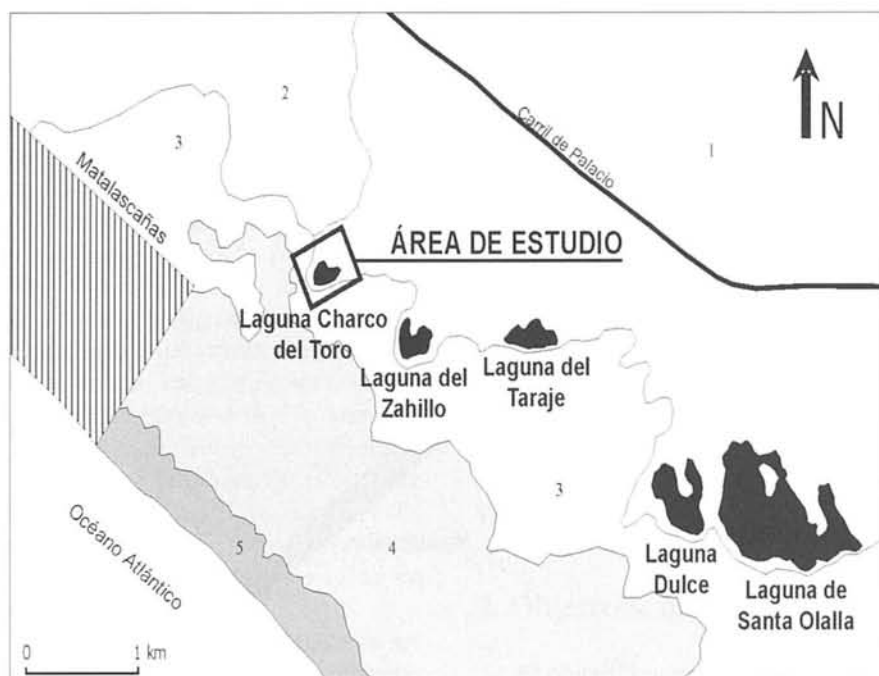 2
N
3
Carril de Palacio
1
Matalascañas
ÁREA DE ESTUDIO
Laguna Charco
del Toro
Laguna del
Zahillo
Laguna del
Taraje
3
5
4
Océano Atlántico
Laguna
Dulce
Laguna de
Santa Olalla
0 1 km